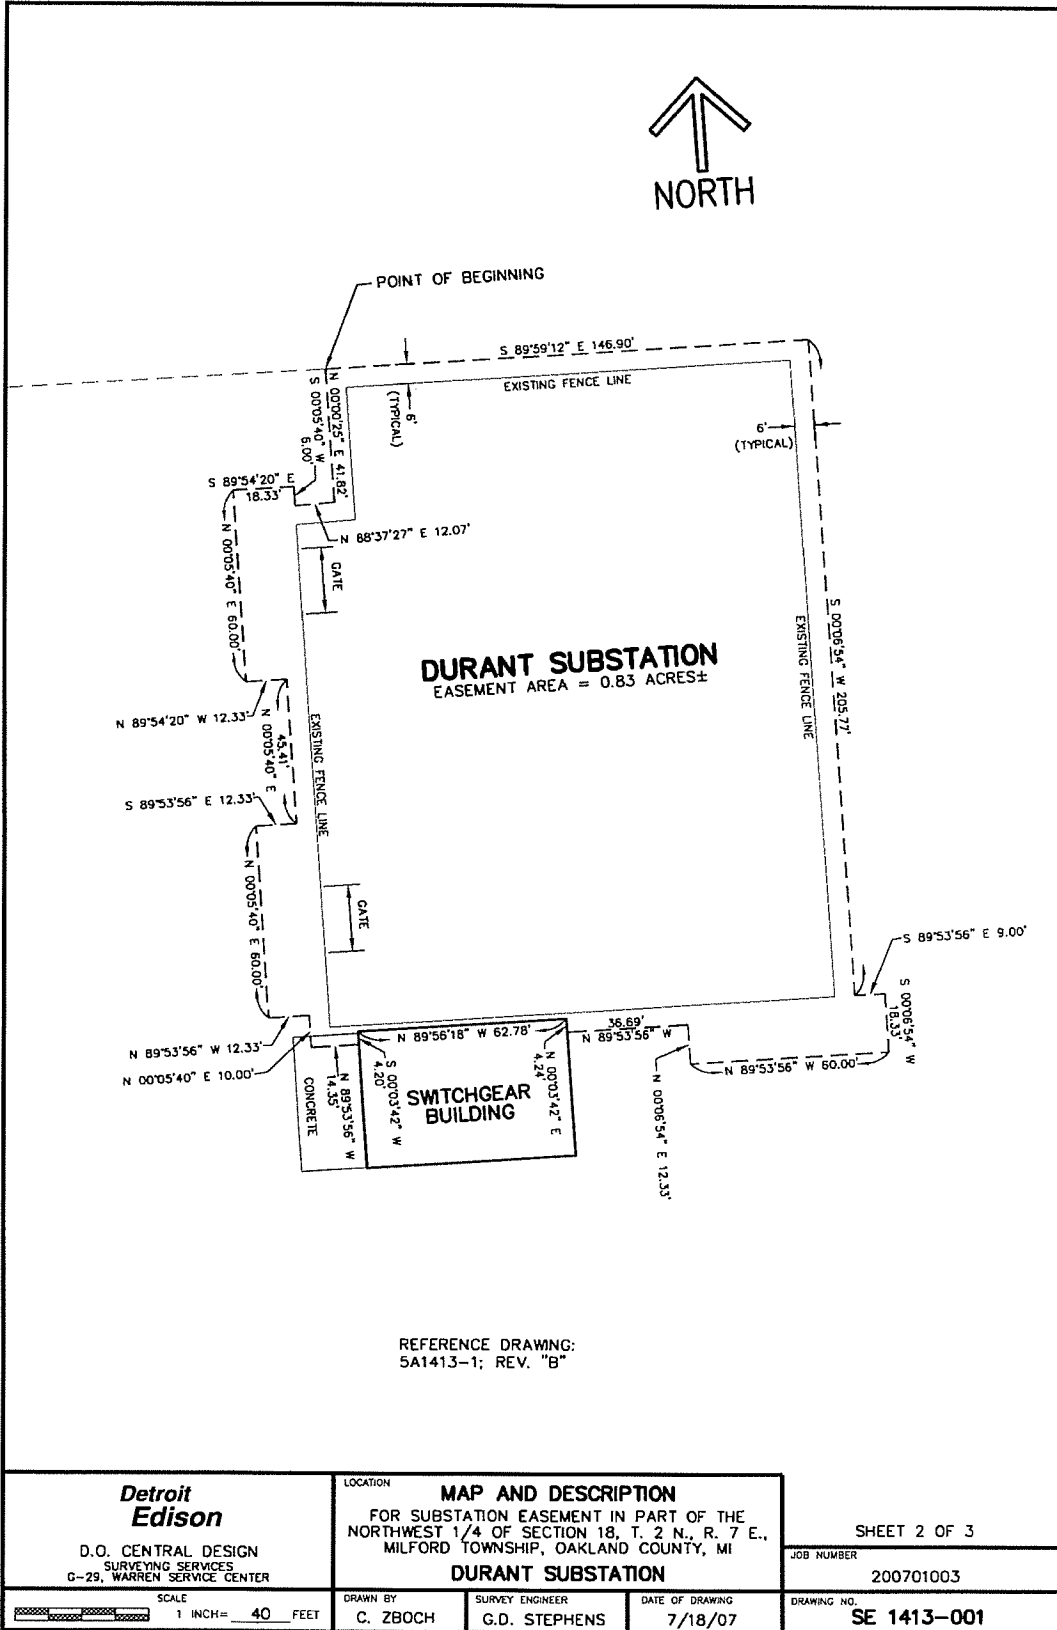 NORTH
POINT OF BEGINNING
S 89°59'12" E 146.90'
EXISTING FENCE LINE
6'
(TYPICAL)
6'
(TYPICAL)
N 00°00'25" E 41.82'
S 00°05'40" W
6.00'
S 89°54'20" E
18.33'
N 88°37'27" E 12.07'
GATE
N 00°05'40" E 60.00'
DURANT SUBSTATION
EASEMENT AREA = 0.83 ACRES±
S 00°06'54" W 205.77'
EXISTING FENCE LINE
N 89°54'20" W 12.33'
45.41'
N 00°05'40" E
EXISTING FENCE LINE
S 89°53'56" E 12.33'
N 00°05'40" E 60.00'
GATE
S 89°53'56" E 9.00'
S 00°06'54" W
18.33'
N 89°53'56" W 12.33'
N 00°05'40" E 10.00'
N 89°56'18" W 62.78'
36.69'
N 89°53'56" W
N 89°53'56" W 60.00'
N 00°06'54" E 12.33'
CONCRETE
N 89°53'56" W
14.35'
S 00°03'42" W
4.20'
SWITCHGEAR
BUILDING
N 00°03'42" E
4.24'
REFERENCE DRAWING:
5A1413-1; REV. "B"
Detroit
Edison
D.O. CENTRAL DESIGN
SURVEYING SERVICES
G-29, WARREN SERVICE CENTER
SCALE
1 INCH= 40 FEET
LOCATION
MAP AND DESCRIPTION
FOR SUBSTATION EASEMENT IN PART OF THE
NORTHWEST 1/4 OF SECTION 18, T. 2 N., R. 7 E.,
MILFORD TOWNSHIP, OAKLAND COUNTY, MI
DURANT SUBSTATION
DRAWN BY
C. ZBOCH
SURVEY ENGINEER
G.D. STEPHENS
DATE OF DRAWING
7/18/07
SHEET 2 OF 3
JOB NUMBER
200701003
DRAWING NO.
SE 1413-001